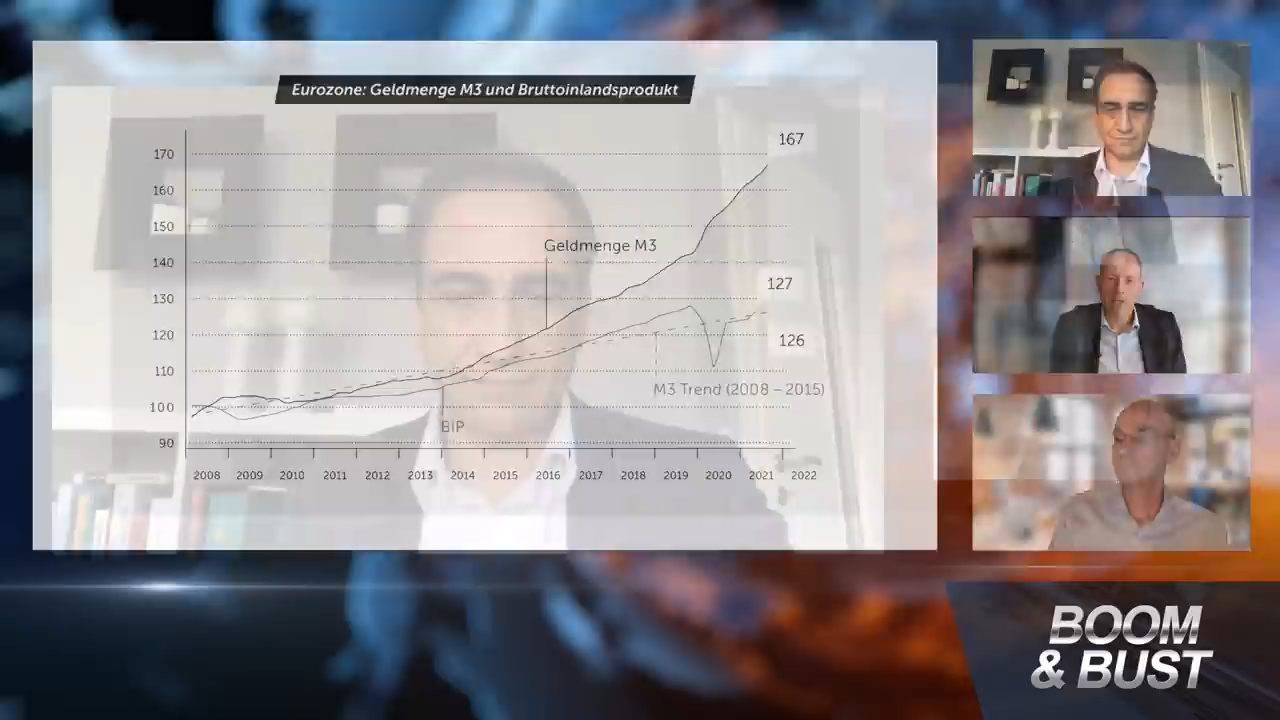 Eurozone: Geldmenge M3 und Bruttoinlandsprodukt
167
170
160
150
Geldmenge M3
140
127
130
120
126
110
M3 Trend (2008 – 2015)
100
BIP
90
2008 2009 2010 2011 2012 2013 2014 2015 2016 2017 2018 2019 2020 2021 2022
BOOM
& BUST